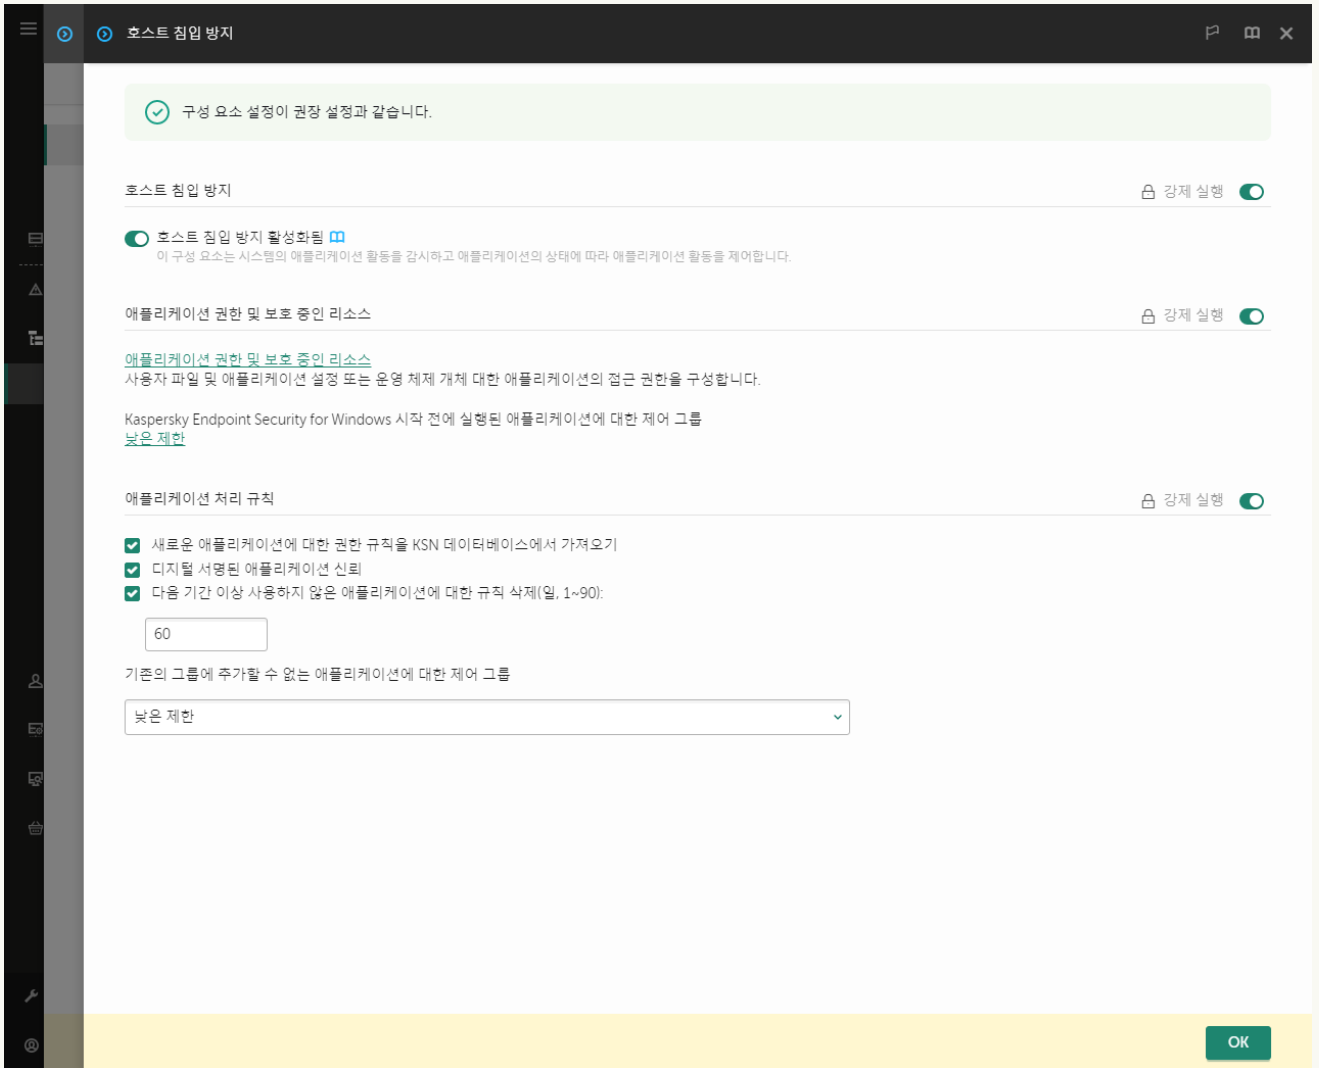 호스트 침입 방지
구성 요소 설정이 권장 설정과 같습니다.
호스트 침입 방지
강제 실행
호스트 침입 방지 활성화됨
이 구성 요소는 시스템의 애플리케이션 활동을 감시하고 애플리케이션의 상태에 따라 애플리케이션 활동을 제어합니다.
애플리케이션 권한 및 보호 중인 리소스
강제 실행
애플리케이션 권한 및 보호 중인 리소스
사용자 파일 및 애플리케이션 설정 또는 운영 체제 개체 대한 애플리케이션의 접근 권한을 구성합니다.
Kaspersky Endpoint Security for Windows 시작 전에 실행된 애플리케이션에 대한 제어 그룹
낮은 제한
애플리케이션 처리 규칙
강제 실행
새로운 애플리케이션에 대한 권한 규칙을 KSN 데이터베이스에서 가져오기
디지털 서명된 애플리케이션 신뢰
다음 기간 이상 사용하지 않은 애플리케이션에 대한 규칙 삭제(일, 1~90):
60
기존의 그룹에 추가할 수 없는 애플리케이션에 대한 제어 그룹
낮은 제한
OK